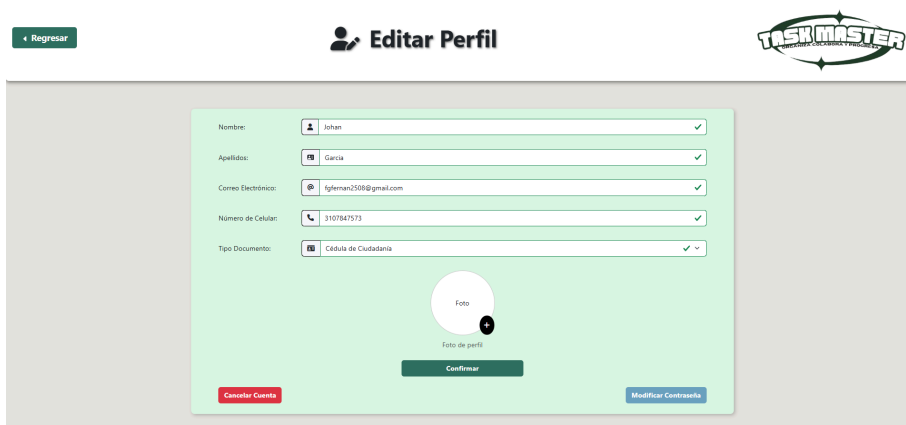 Regresar
Editar Perfil
TASK MASTER
ORGANIZA COLABORA Y PROGRESA
Nombre:
Johan
Apellidos:
Garcia
Correo Electrónico:
fgfernan2508@gmail.com
Número de Celular:
3107847573
Tipo Documento:
Cédula de Ciudadanía
Foto
Foto de perfil
Confirmar
Cancelar Cuenta
Modificar Contraseña